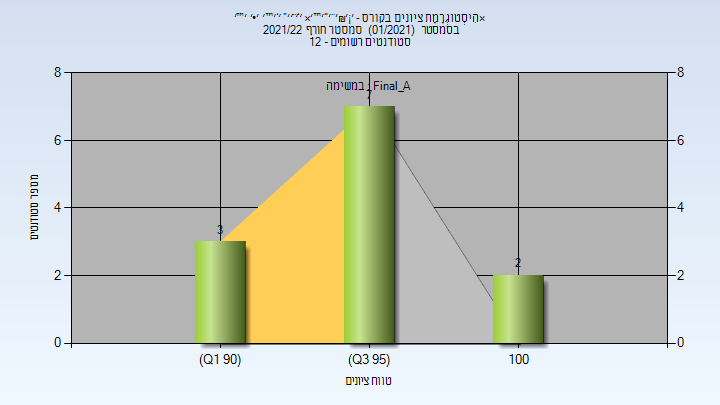 היסטוגרמת ציונים בקורס -
בסמסטר (01/2021) סמסטר חורף 2021/22
סטודנטים רשומים - 12
במשימה : Final_A
8
6
4
2
0
8
6
4
2
0
3
7
2
מספר סטודנטים
(Q1 90)
(Q3 95)
100
טווח ציונים